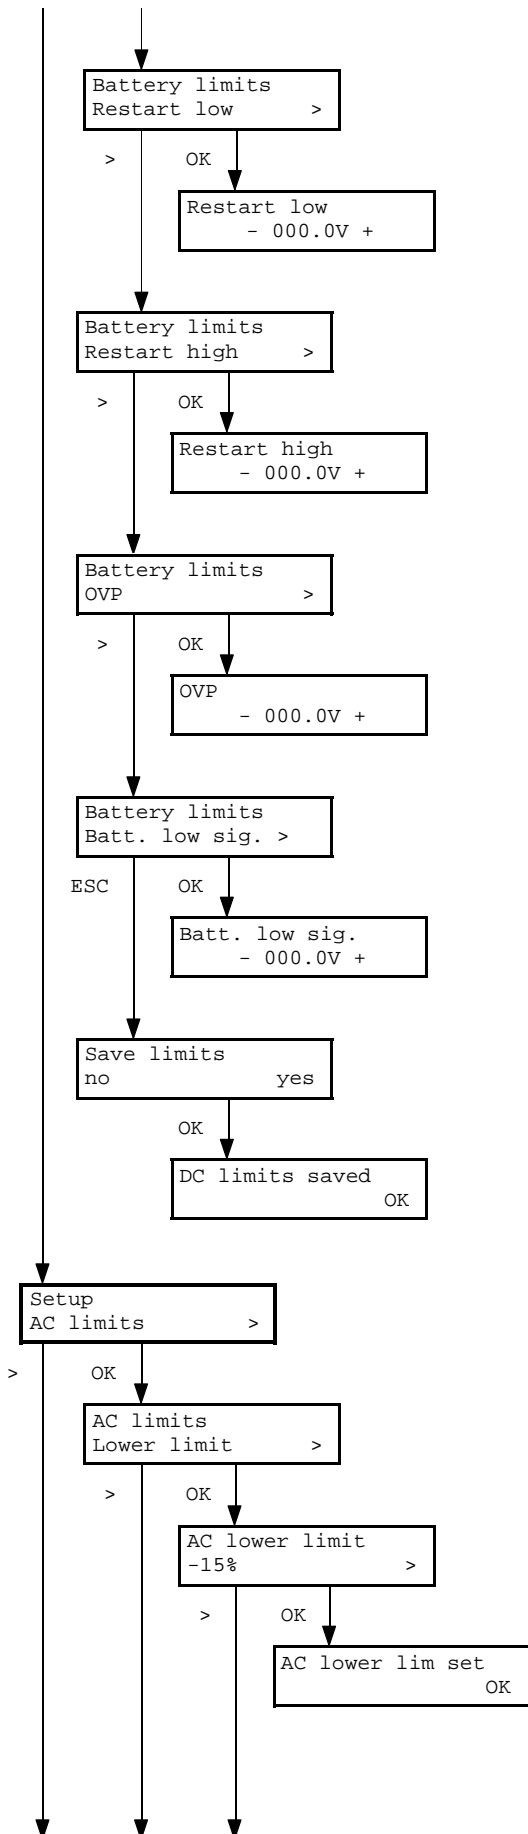 Battery limits
Restart low >
> OK
Restart low
- 000.0V +
Battery limits
Restart high >
> OK
Restart high
- 000.0V +
Battery limits
OVP >
> OK
OVP
- 000.0V +
Battery limits
Batt. low sig. >
ESC OK
Batt. low sig.
- 000.0V +
Save limits
no yes
OK
DC limits saved
OK
Setup
AC limits >
> OK
AC limits
Lower limit >
> OK
AC lower limit
-15% >
> OK
AC lower lim set
OK